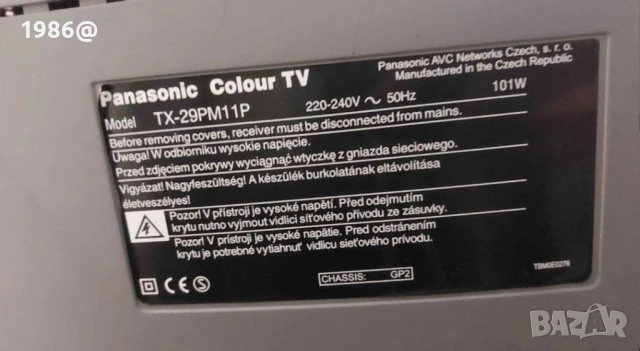 1986@
Panasonic Colour TV
Panasonic AVC Networks Czech, s. r. o.
Manufactured in the Czech Republic
Model TX-29PM11P 220-240V ~ 50Hz 101W
Before removing covers, receiver must be disconnected from mains.
Uwaga! W odbiorniku wysokie napięcie.
Przed zdjęciem pokrywy wyciągnąć wtyczkę z gniazda sieciowego.
Vigyázat! Nagyfeszültség! A készülék burkolatának eltávolítása
életveszélyes!
Pozor! V přístroji je vysoké napětí. Před odejmutím
krytu nutno vyjmout vidlici síťového přívodu ze zásuvky.
Pozor! V prístroji je vysoké napätie. Pred odstránením
krytu je potrebné vytiahnuť vidlicu sieťového prívodu.
CE S
CHASSIS: GP2
TBM0E0276
BAZAR